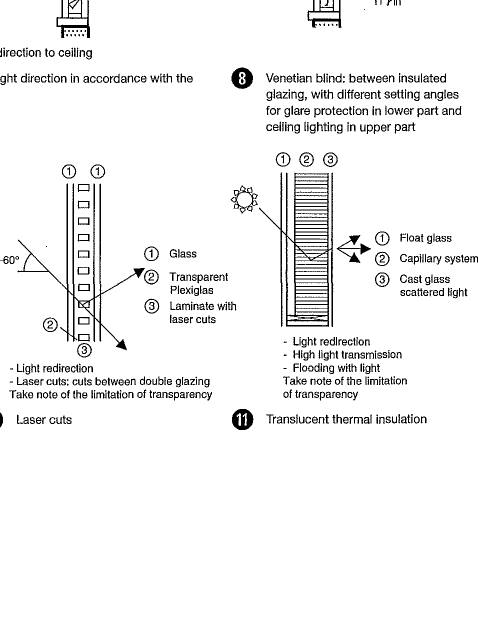 direction to ceiling
ght direction in accordance with the
8 Venetian blind: between insulated
glazing, with different setting angles
for glare protection in lower part and
ceiling lighting in upper part
1 1
60°
1 Glass
2 Transparent
Plexiglas
3 Laminate with
laser cuts
2
3
- Light redirection
- Laser cuts: cuts between double glazing
Take note of the limitation of transparency
Laser cuts
1 2 3
1 Float glass
2 Capillary system
3 Cast glass
scattered light
- Light redirection
- High light transmission
- Flooding with light
Take note of the limitation
of transparency
11 Translucent thermal insulation